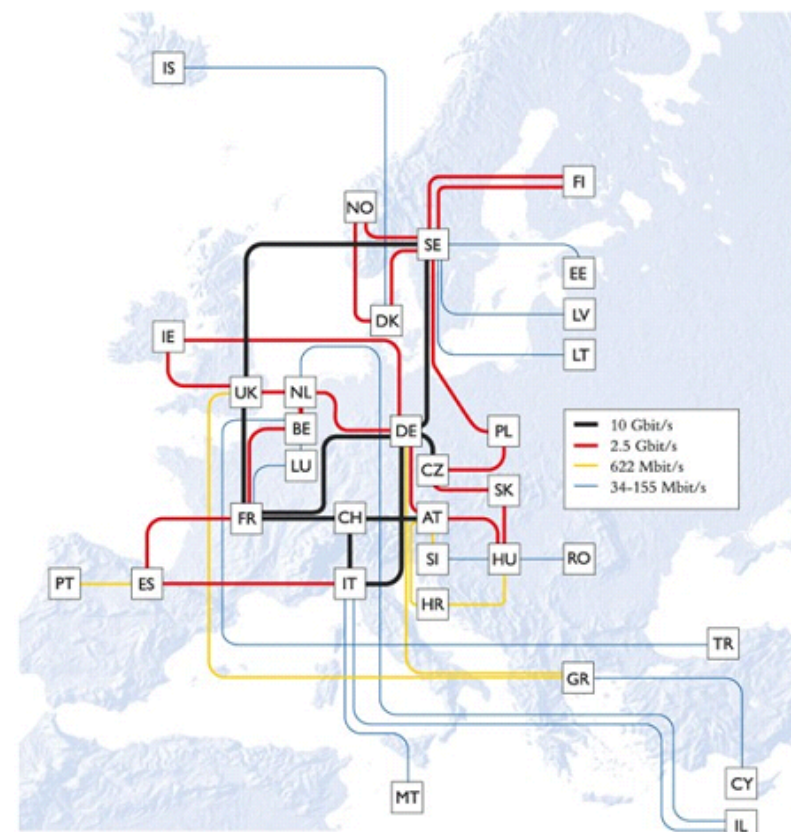 IS
FI
NO
SE
EE
LV
DK
IE
LT
UK
NL
BE
DE
PL
LU
CZ
SK
10 Gbit/s
2.5 Gbit/s
622 Mbit/s
34-155 Mbit/s
FR
CH
AT
SI
HU
RO
PT
ES
IT
HR
TR
GR
CY
MT
IL